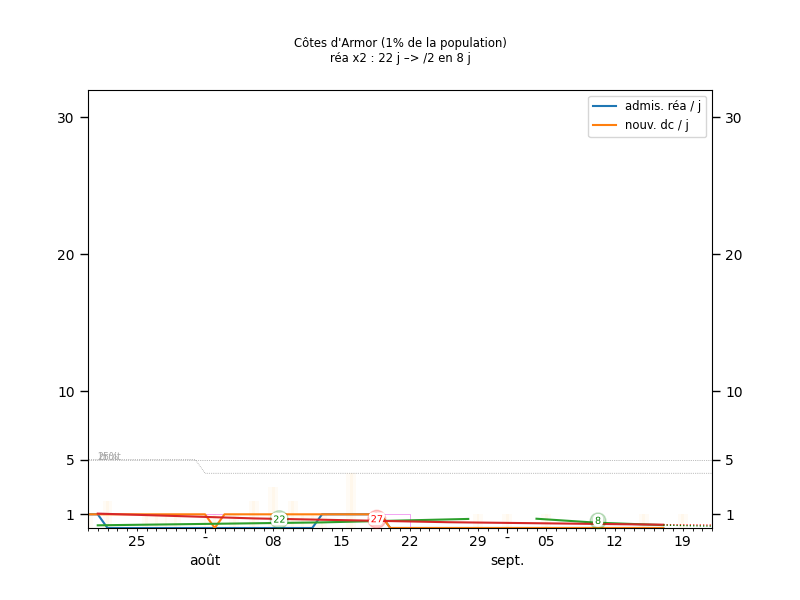 Côtes d'Armor (1% de la population)
réa x2 : 22 j –> /2 en 8 j
admis. réa / j
nouv. dc / j
30 30
20 20
10 10
5 5
1 1
22 27 8
25 - 08 15 22 29 - 05 12 19
août sept.